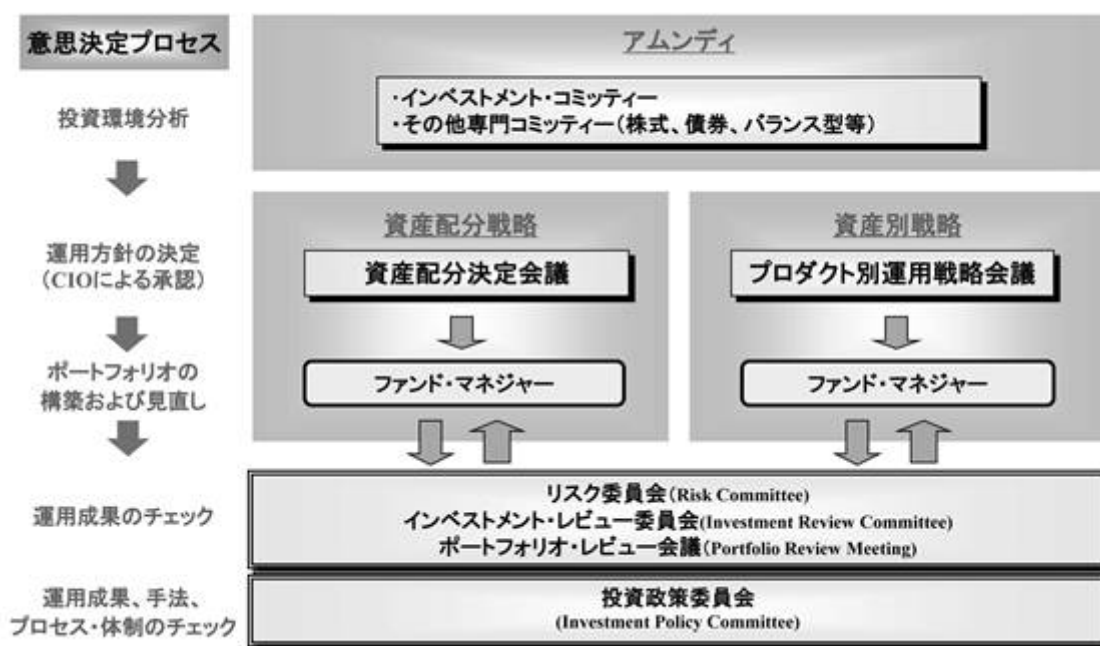 意思決定プロセス
アムンディ
投資環境分析
・インベストメント・コミッティー
・その他専門コミッティー（株式、債券、バランス型等）
運用方針の決定
（CIOによる承認）
資産配分戦略
資産配分決定会議
資産別戦略
プロダクト別運用戦略会議
ポートフォリオの
構築および見直し
ファンド・マネジャー
ファンド・マネジャー
運用成果のチェック
リスク委員会（Risk Committee）
インベストメント・レビュー委員会(Investment Review Committee)
ポートフォリオ・レビュー会議（Portfolio Review Meeting）
運用成果、手法、
プロセス・体制のチェック
投資政策委員会
(Investment Policy Committee)